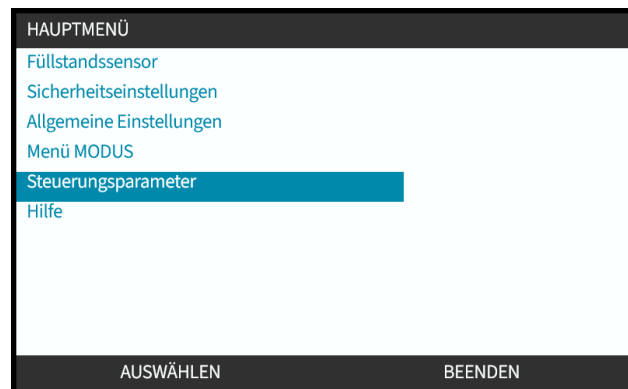 HAUPTMENÜ
Füllstandssensor
Sicherheitseinstellungen
Allgemeine Einstellungen
Menü MODUS
Steuerungsparameter
Hilfe
AUSWÄHLEN BEENDEN